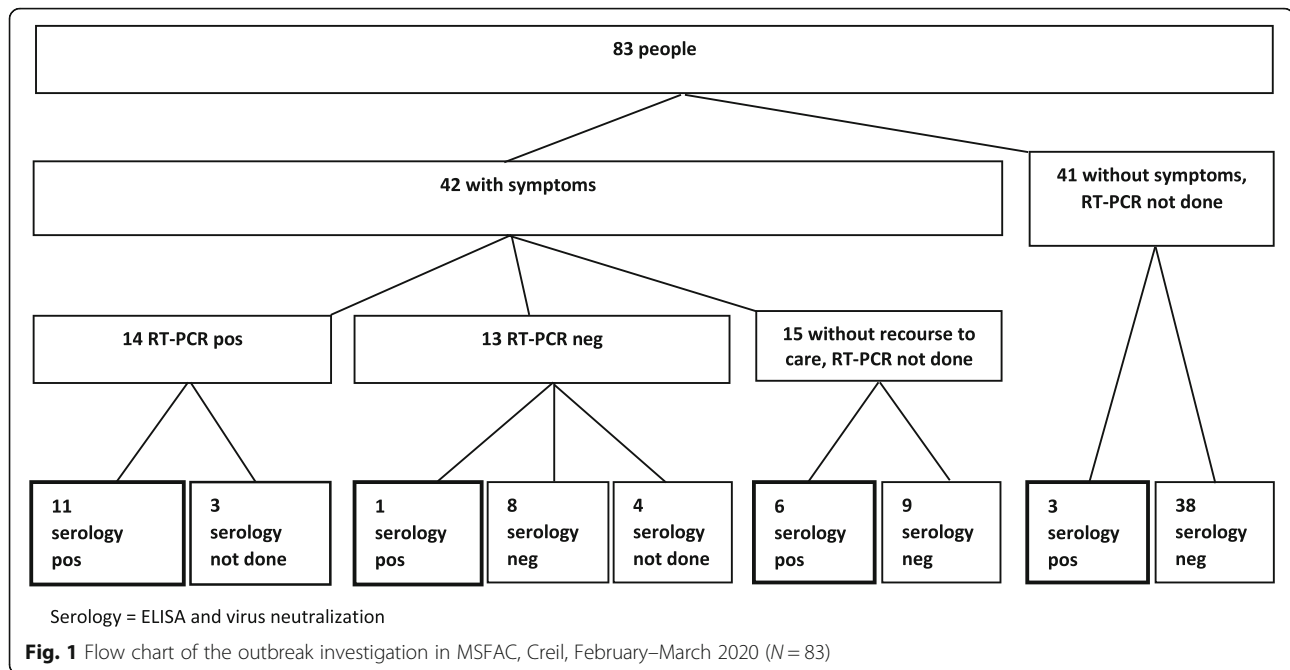 83 people
42 with symptoms
41 without symptoms,
RT-PCR not done
14 RT-PCR pos
13 RT-PCR neg
15 without recourse to
care, RT-PCR not done
11
serology
pos
3
serology
not done
1
serology
pos
8
serology
neg
4
serology
not done
6
serology
pos
9
serology
neg
3
serology
pos
38
serology
neg
Serology = ELISA and virus neutralization
Fig. 1 Flow chart of the outbreak investigation in MSFAC, Creil, February–March 2020 (N = 83)